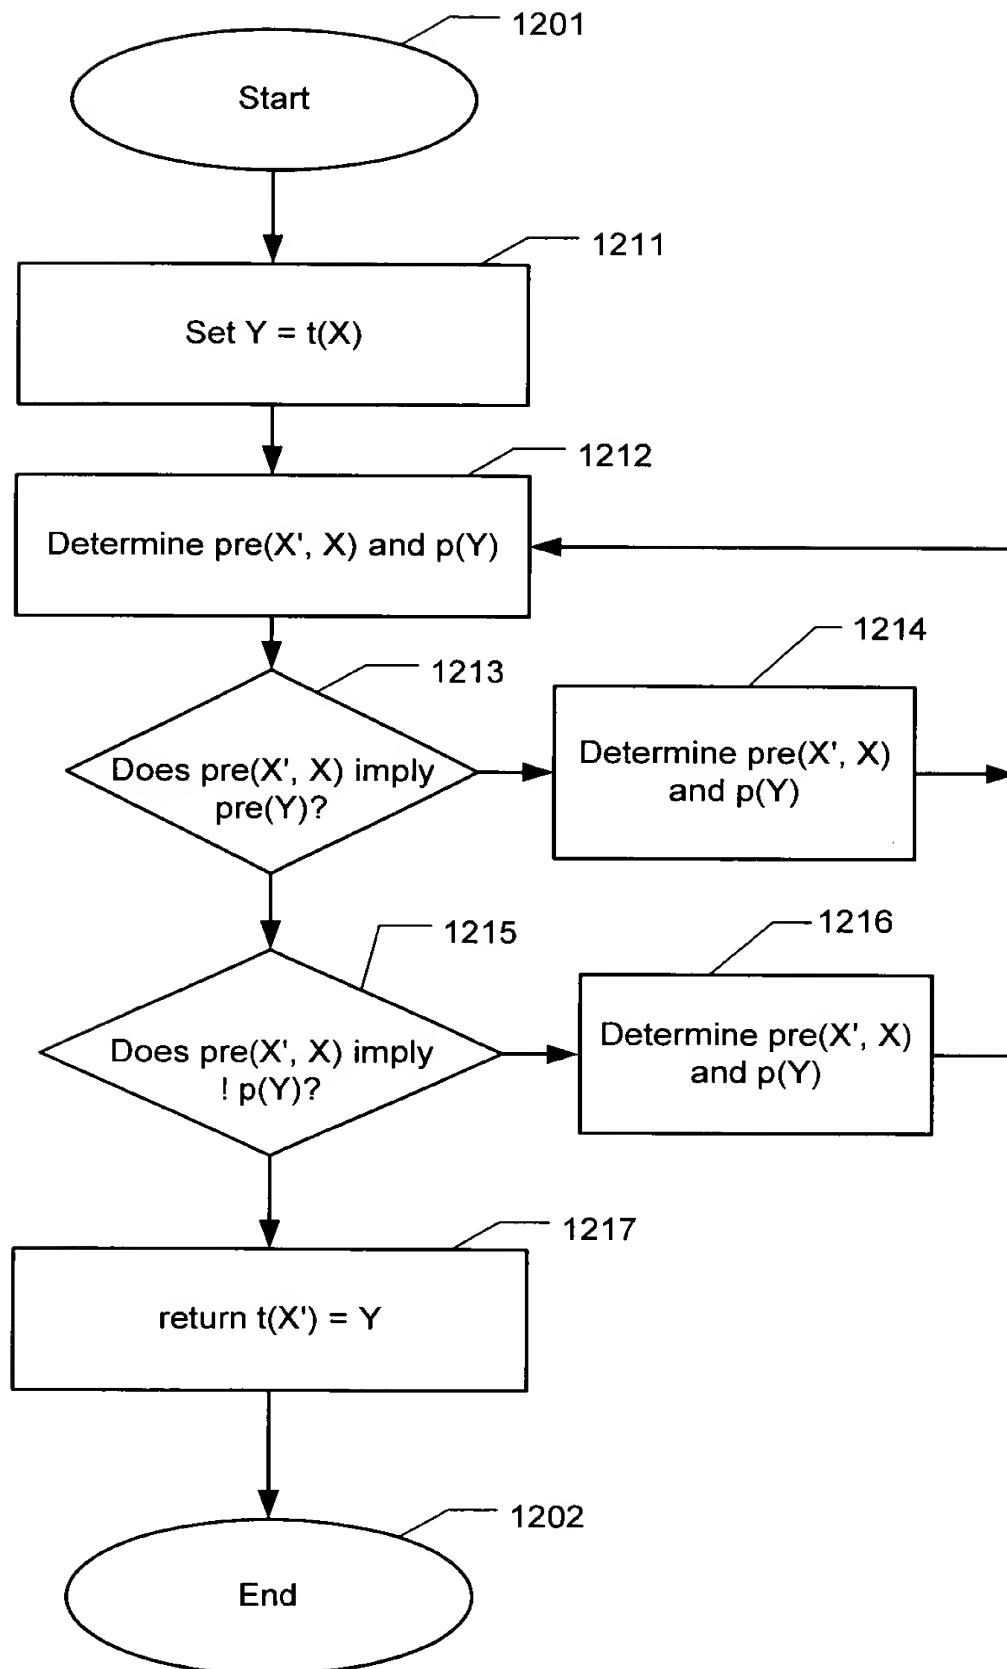 1201
Start
1211
Set Y = t(X)
1212
Determine pre(X', X) and p(Y)
1213
Does pre(X', X) imply
pre(Y)?
1214
Determine pre(X', X)
and p(Y)
1215
Does pre(X', X) imply
! p(Y)?
1216
Determine pre(X', X)
and p(Y)
1217
return t(X') = Y
1202
End